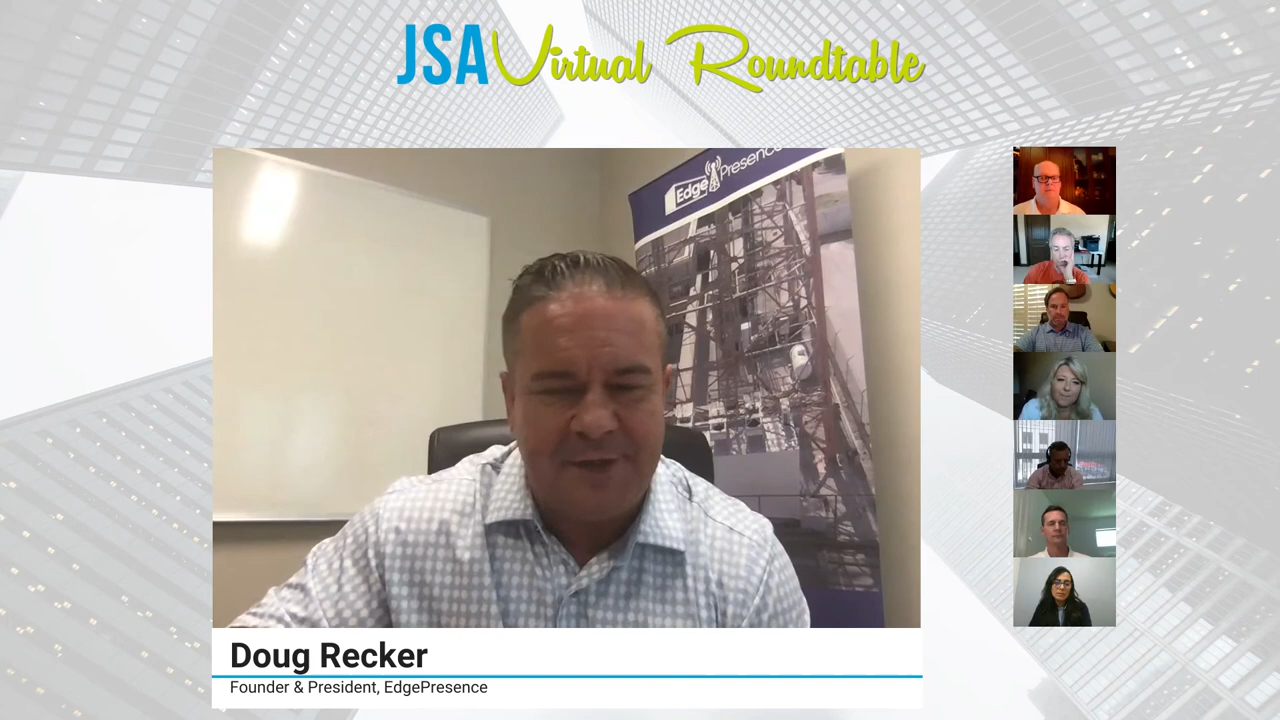 JSA Virtual Roundtable
EdgePresence
Doug Recker
Founder & President, EdgePresence